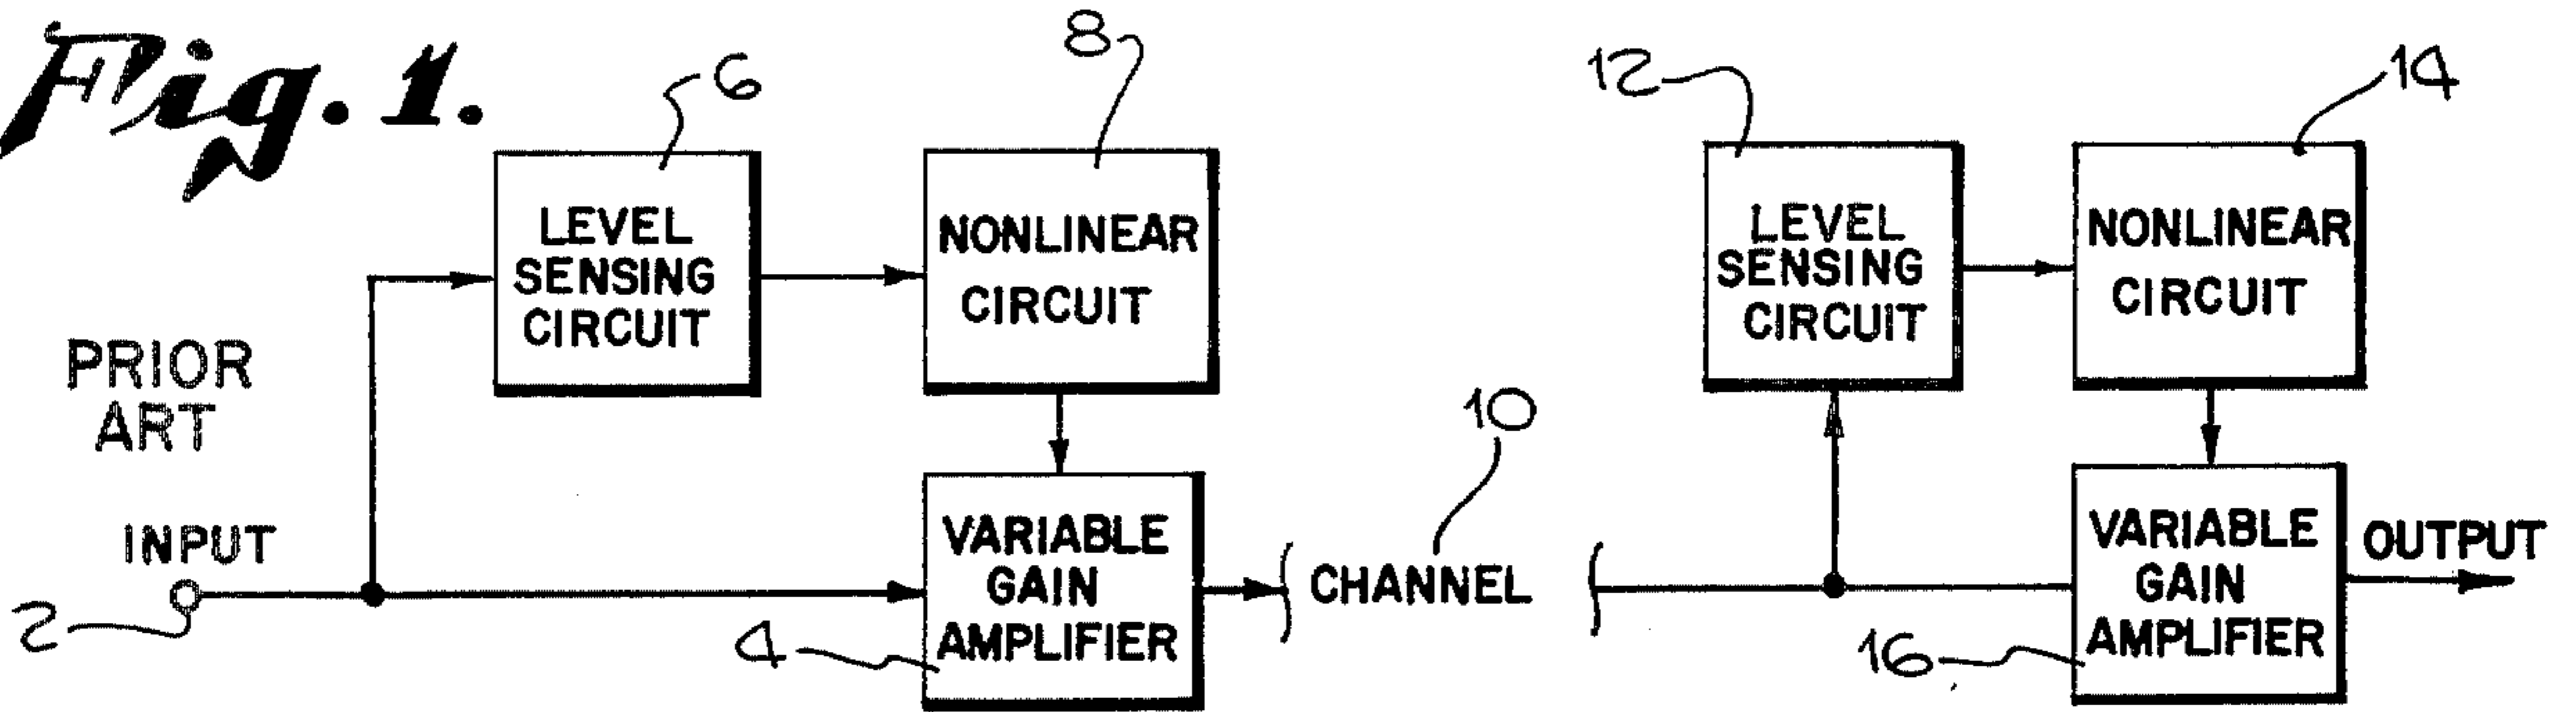 Fig. 1.
6
8
12
14
LEVEL
SENSING
CIRCUIT
NONLINEAR
CIRCUIT
LEVEL
SENSING
CIRCUIT
NONLINEAR
CIRCUIT
PRIOR
ART
10
INPUT
2
VARIABLE
GAIN
AMPLIFIER
4
CHANNEL
VARIABLE
GAIN
AMPLIFIER
16
OUTPUT